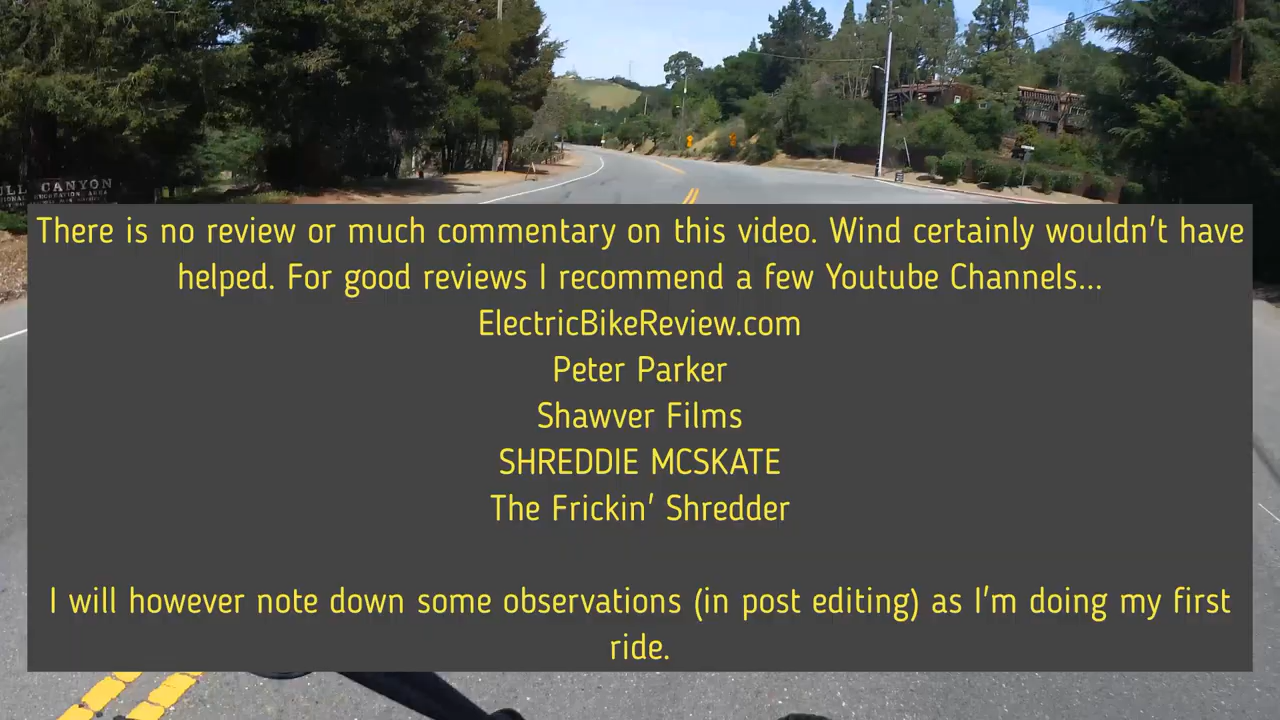 CANYON
There is no review or much commentary on this video. Wind certainly wouldn't have
helped. For good reviews I recommend a few Youtube Channels...
ElectricBikeReview.com
Peter Parker
Shawver Films
SHREDDIE MCSKATE
The Frickin' Shredder
I will however note down some observations (in post editing) as I'm doing my first
ride.